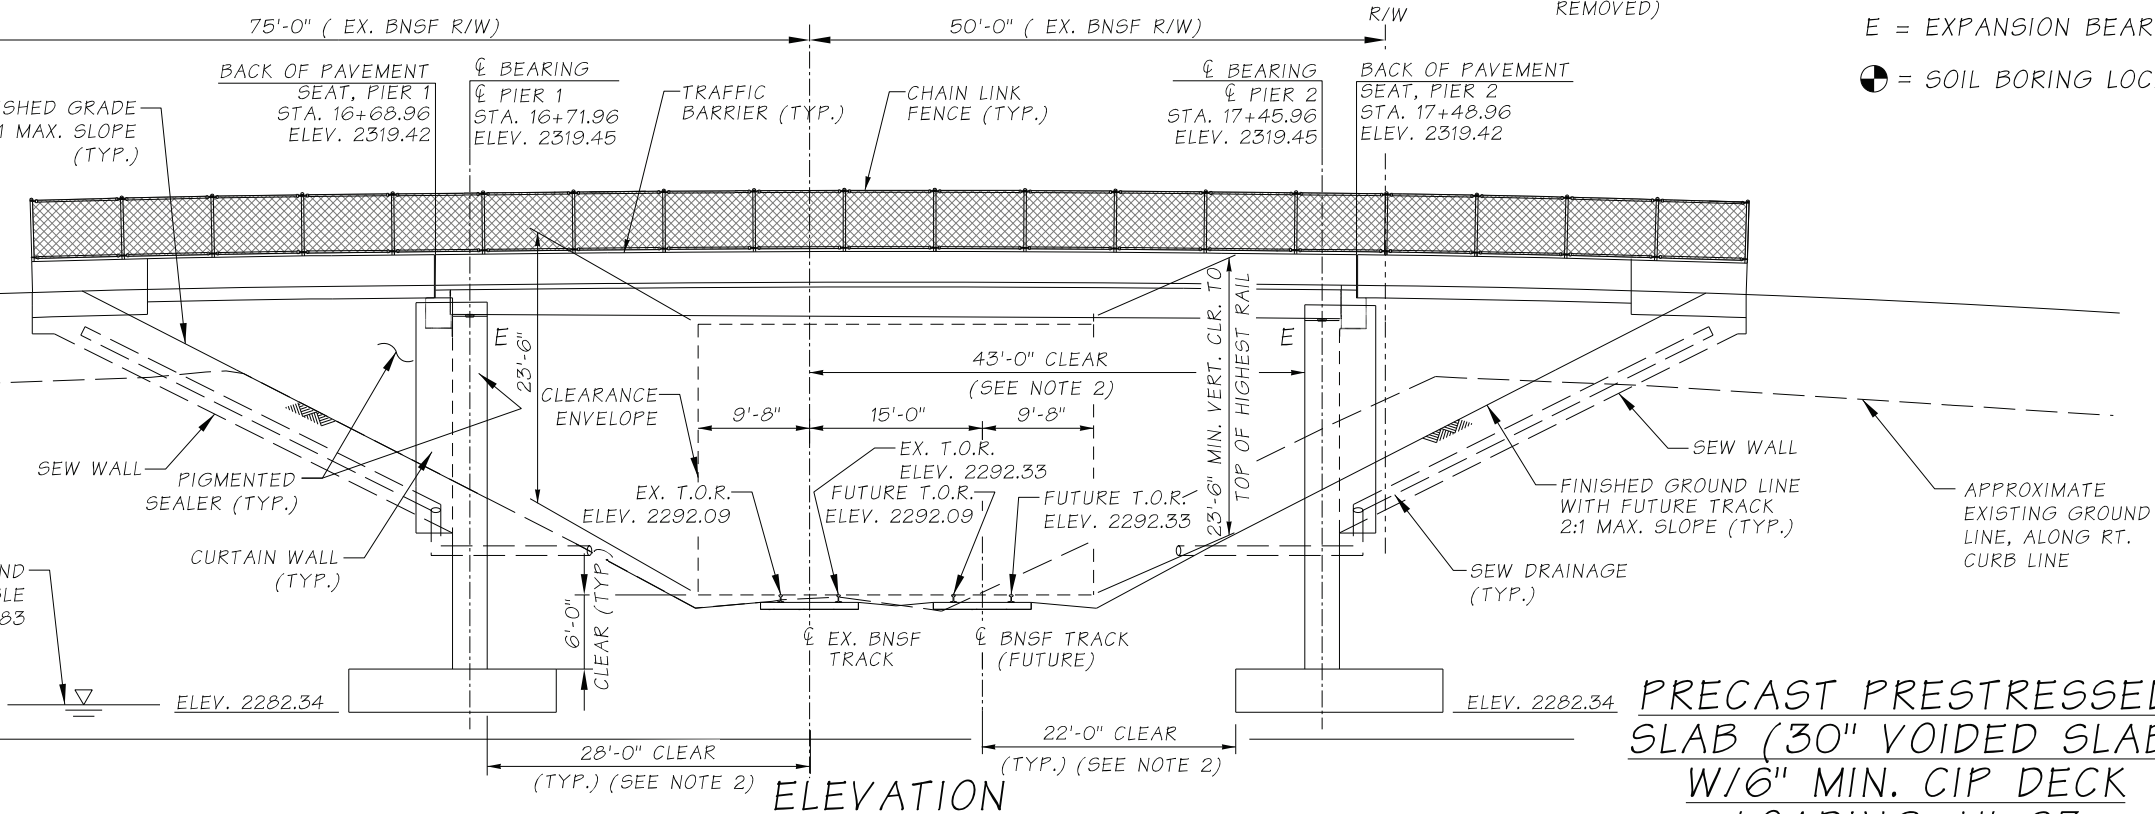 75'-0" ( EX. BNSF R/W)
50'-0" ( EX. BNSF R/W)
R/W
REMOVED)
E = EXPANSION BEAR
= SOIL BORING LOC
BACK OF PAVEMENT
SEAT, PIER 1
STA. 16+68.96
ELEV. 2319.42
℄ BEARING
℄ PIER 1
STA. 16+71.96
ELEV. 2319.45
TRAFFIC
BARRIER (TYP.)
CHAIN LINK
FENCE (TYP.)
℄ BEARING
℄ PIER 2
STA. 17+45.96
ELEV. 2319.45
BACK OF PAVEMENT
SEAT, PIER 2
STA. 17+48.96
ELEV. 2319.42
SHED GRADE
1 MAX. SLOPE
(TYP.)
E
E
23'-6"
23'-6" MIN. VERT. CLR. TO
TOP OF HIGHEST RAIL
43'-0" CLEAR
(SEE NOTE 2)
CLEARANCE
ENVELOPE
9'-8"
15'-0"
9'-8"
EX. T.O.R.
ELEV. 2292.33
EX. T.O.R.
ELEV. 2292.09
FUTURE T.O.R.
ELEV. 2292.09
FUTURE T.O.R.
ELEV. 2292.33
SEW WALL
PIGMENTED
SEALER (TYP.)
CURTAIN WALL
(TYP.)
SEW WALL
FINISHED GROUND LINE
WITH FUTURE TRACK
2:1 MAX. SLOPE (TYP.)
APPROXIMATE
EXISTING GROUND
LINE, ALONG RT.
CURB LINE
SEW DRAINAGE
(TYP.)
ND
LE
83
6'-0"
CLEAR (TYP.)
℄ EX. BNSF
TRACK
℄ BNSF TRACK
(FUTURE)
ELEV. 2282.34
ELEV. 2282.34
28'-0" CLEAR
(TYP.) (SEE NOTE 2)
22'-0" CLEAR
(TYP.) (SEE NOTE 2)
ELEVATION
PRECAST PRESTRESSED
SLAB (30" VOIDED SLAB
W/6" MIN. CIP DECK